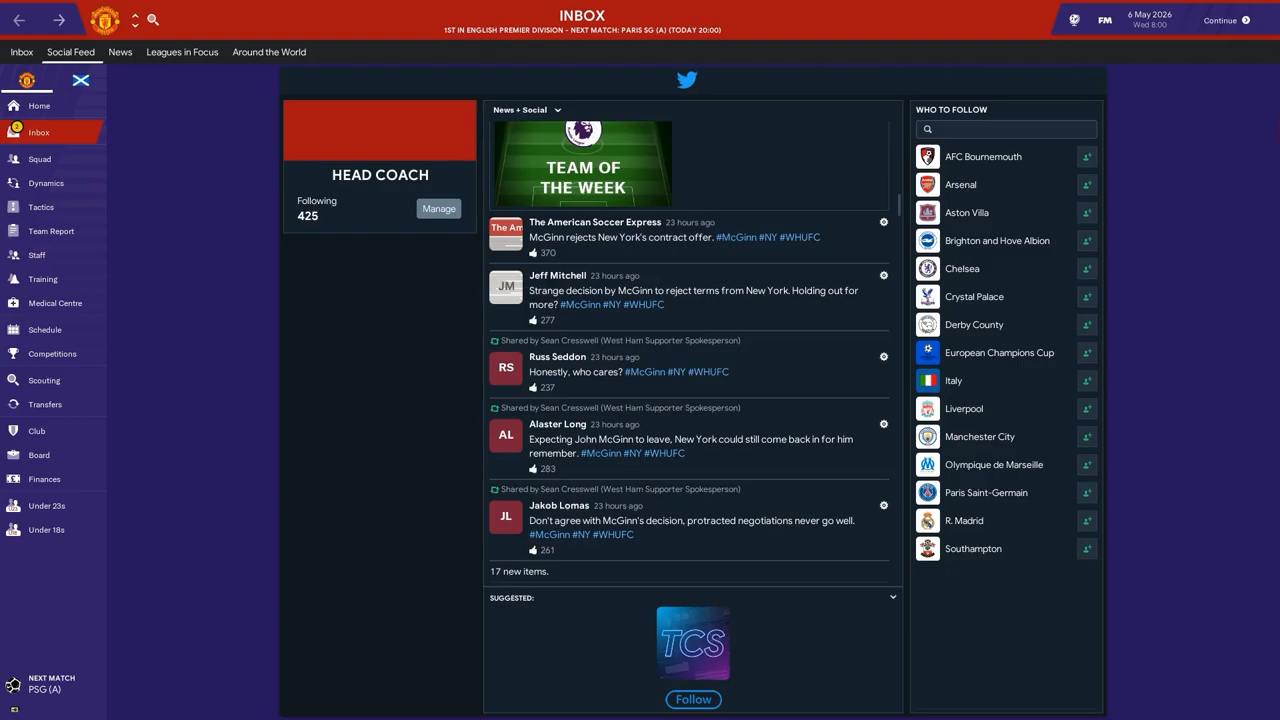 INBOX
1ST IN ENGLISH PREMIER DIVISION - NEXT MATCH: PARIS SG (A) (TODAY 20:00)
FM
6 May 2026
Wed 8:00
Continue
Inbox
Social Feed
News
Leagues in Focus
Around the World
Home
2
Inbox
Squad
Dynamics
Tactics
Team Report
Staff
Training
Medical Centre
Schedule
Competitions
Scouting
Transfers
Club
Board
Finances
Under 23s
Under 18s
NEXT MATCH
PSG (A)
HEAD COACH
Following
425
Manage
News + Social
TEAM OF
THE WEEK
The Am
The American Soccer Express 23 hours ago
McGinn rejects New York's contract offer. #McGinn #NY #WHUFC
370
JM
Jeff Mitchell 23 hours ago
Strange decision by McGinn to reject terms from New York. Holding out for
more? #McGinn #NY #WHUFC
277
Shared by Sean Cresswell (West Ham Supporter Spokesperson)
RS
Russ Seddon 23 hours ago
Honestly, who cares? #McGinn #NY #WHUFC
237
Shared by Sean Cresswell (West Ham Supporter Spokesperson)
AL
Alaster Long 23 hours ago
Expecting John McGinn to leave, New York could still come back in for him
remember. #McGinn #NY #WHUFC
283
Shared by Sean Cresswell (West Ham Supporter Spokesperson)
JL
Jakob Lomas 23 hours ago
Don't agree with McGinn's decision, protracted negotiations never go well.
#McGinn #NY #WHUFC
261
17 new items.
SUGGESTED:
TCS
Follow
WHO TO FOLLOW
AFC Bournemouth
Arsenal
Aston Villa
Brighton and Hove Albion
Chelsea
Crystal Palace
Derby County
European Champions Cup
Italy
Liverpool
Manchester City
Olympique de Marseille
Paris Saint-Germain
R. Madrid
Southampton